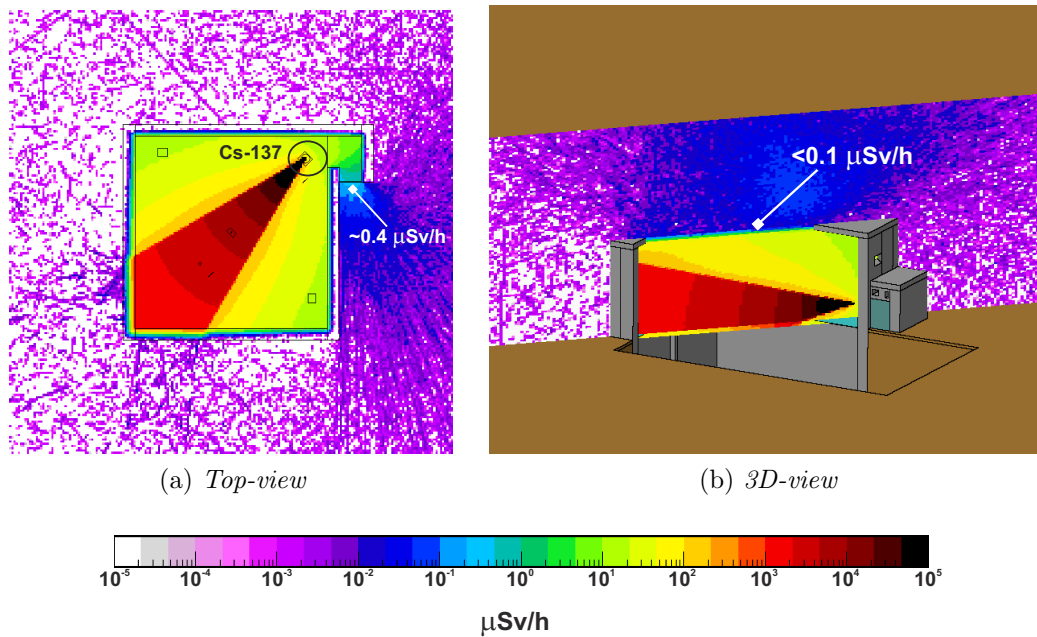 Cs-137
~0.4 μSv/h
<0.1 μSv/h
(a) Top-view
(b) 3D-view
10⁻⁵ 10⁻⁴ 10⁻³ 10⁻² 10⁻¹ 10⁰ 10¹ 10² 10³ 10⁴ 10⁵
μSv/h